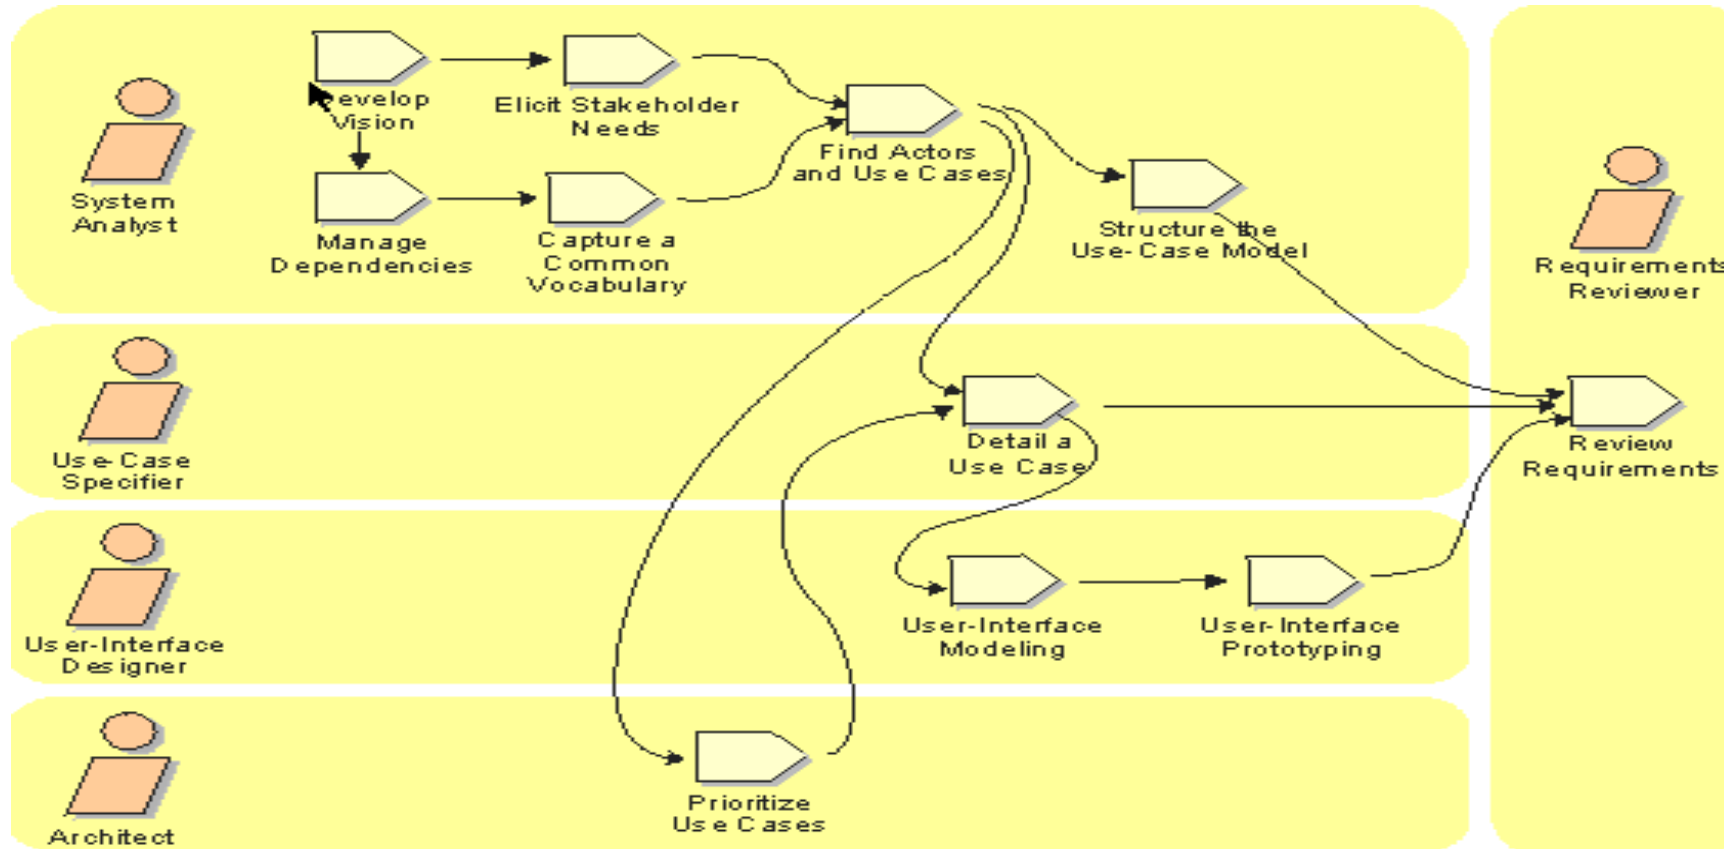 Develop
Vision
Elicit Stakeholder
Needs
Find Actors
and Use Cases
System
Analyst
Manage
Dependencies
Capture a
Common
Vocabulary
Structure the
Use-Case Model
Requirements
Reviewer
Use-Case
Specifier
Detail a
Use Case
Review
Requirements
User-Interface
Designer
User-Interface
Modeling
User-Interface
Prototyping
Prioritize
Use Cases
Architect